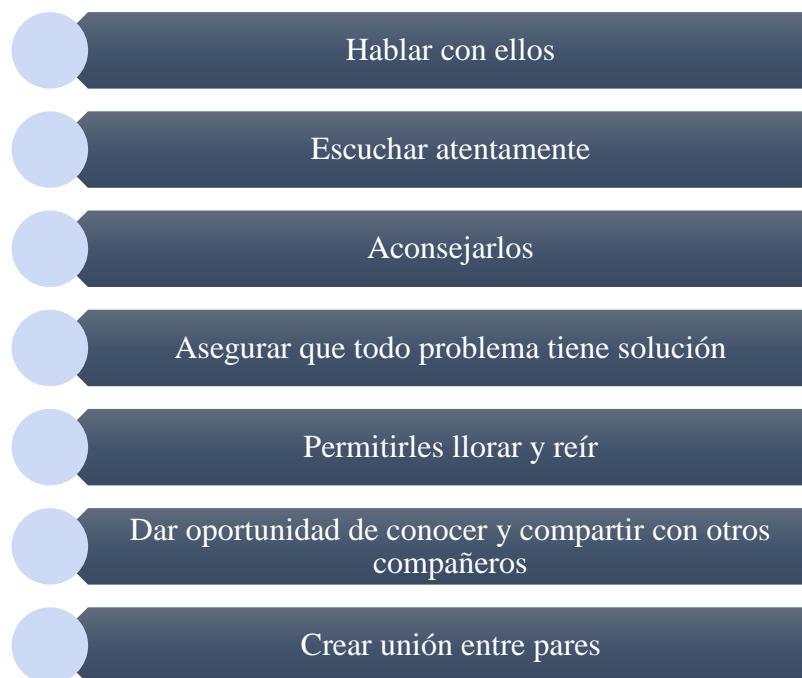 Hablar con ellos
Escuchar atentamente
Aconsejarlos
Asegurar que todo problema tiene solución
Permitirles llorar y reír
Dar oportunidad de conocer y compartir con otros
compañeros
Crear unión entre pares